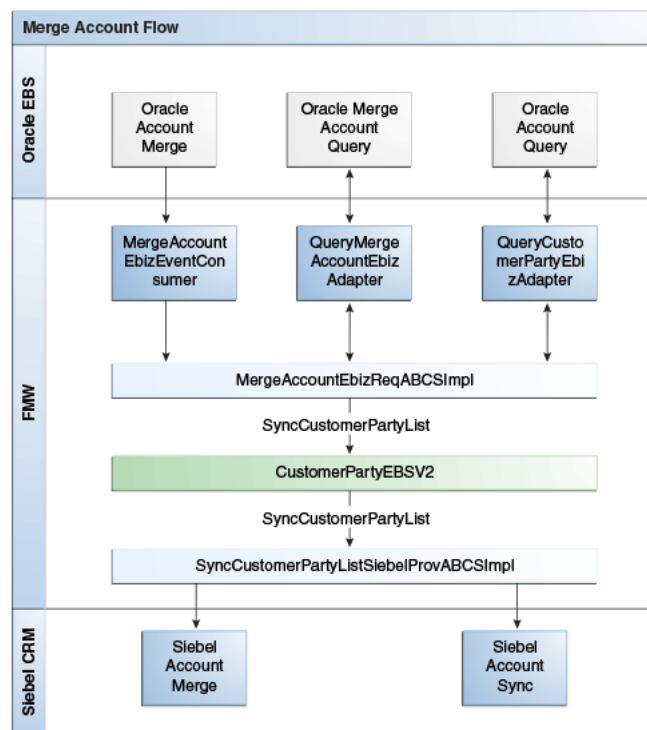 Merge Account Flow
Oracle EBS
Oracle
Account
Merge
Oracle Merge
Account
Query
Oracle
Account
Query
FMW
MergeAccount
EbizEventCon
sumer
QueryMerge
AccountEbiz
Adapter
QueryCusto
merPartyEbi
zAdapter
MergeAccountEbizReqABCSImpl
SyncCustomerPartyList
CustomerPartyEBSV2
SyncCustomerPartyList
SyncCustomerPartyListSiebelProvABCSImpl
Siebel CRM
Siebel
Account
Merge
Siebel
Account
Sync